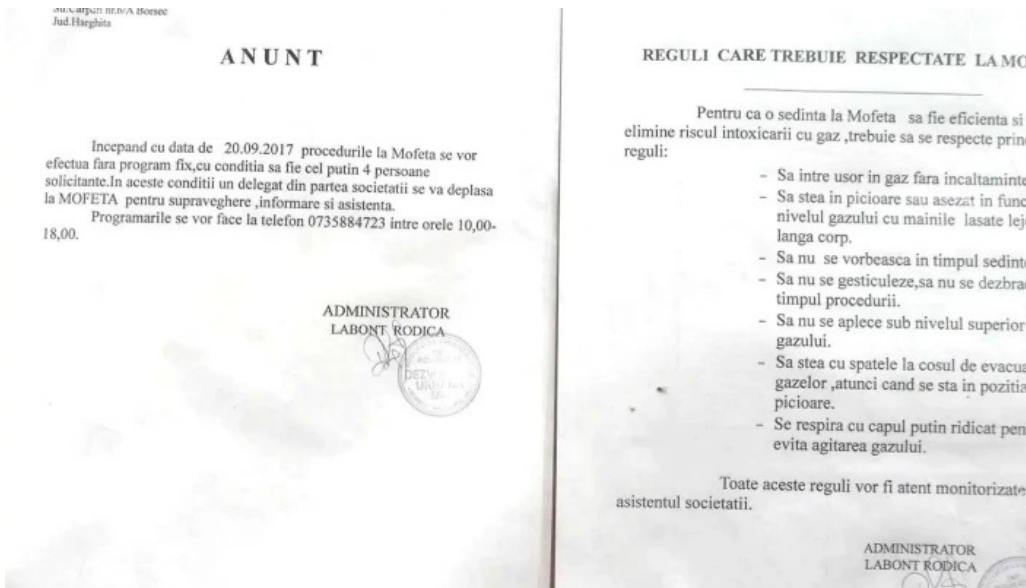 Jud.Harghita
ANUNT
Incepand cu data de 20.09.2017 procedurile la Mofeta se vor
efectua fara program fix,cu conditia sa fie cel putin 4 persoane
solicitante.In aceste conditii un delegat din partea societatii se va deplasa
la MOFETA pentru supraveghere ,informare si asistenta.
Programarile se vor face la telefon 0735884723 intre orele 10,00-
18,00.
ADMINISTRATOR
LABONT RODICA
REGULI CARE TREBUIE RESPECTATE LA MO
Pentru ca o sedinta la Mofeta sa fie eficienta si
elimine riscul intoxicarii cu gaz ,trebuie sa se respecte prin
reguli:
- Sa intre usor in gaz fara incaltaminte
- Sa stea in picioare sau asezat in func
nivelul gazului cu mainile lasate lej
langa corp.
- Sa nu se vorbeasca in timpul sedint
- Sa nu se gesticuleze,sa nu se dezbra
timpul procedurii.
- Sa nu se aplece sub nivelul superior
gazului.
- Sa stea cu spatele la cosul de evacua
gazelor ,atunci cand se sta in pozitia
picioare.
- Se respira cu capul putin ridicat pen
evita agitarea gazului.
Toate aceste reguli vor fi atent monitorizate
asistentul societatii.
ADMINISTRATOR
LABONT RODICA